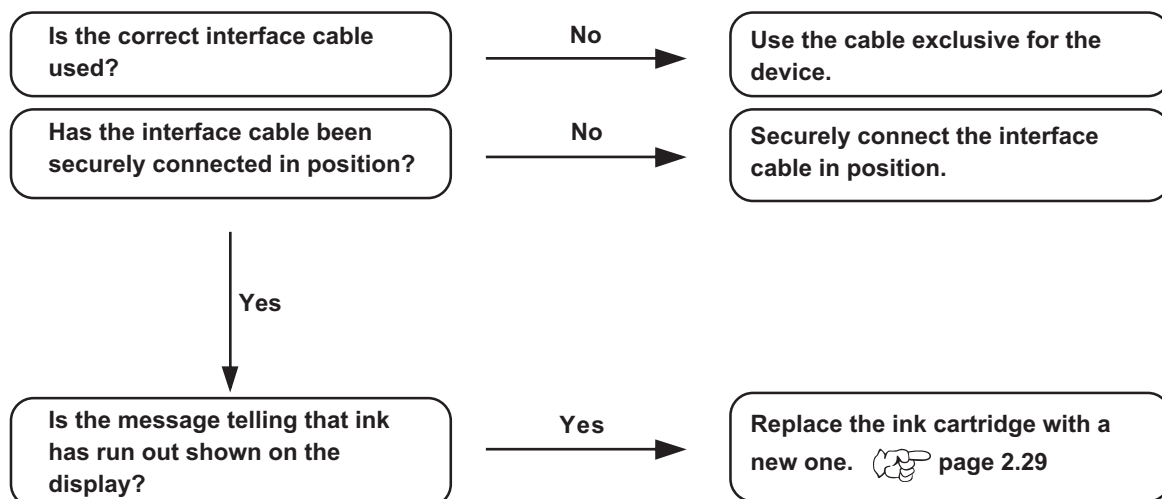 Is the correct interface cable
used?
No
Use the cable exclusive for the
device.
Has the interface cable been
securely connected in position?
No
Securely connect the interface
cable in position.
Yes
Is the message telling that ink
has run out shown on the
display?
Yes
Replace the ink cartridge with a
new one. page 2.29